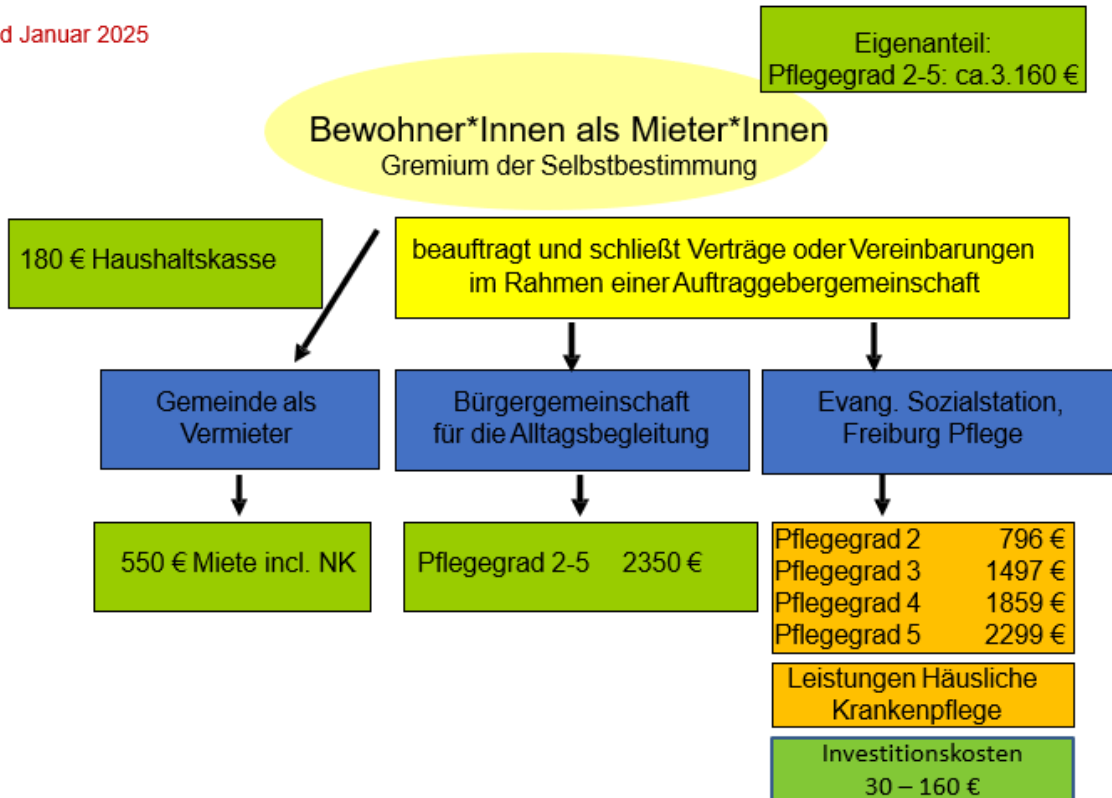 d Januar 2025
Eigenanteil:
Pflegegrad 2-5: ca.3.160 €
Bewohner*Innen als Mieter*Innen
Gremium der Selbstbestimmung
180 € Haushaltskasse
beauftragt und schließt Verträge oder Vereinbarungen
im Rahmen einer Auftraggebergemeinschaft
Gemeinde als
Vermieter
Bürgergemeinschaft
für die Alltagsbegleitung
Evang. Sozialstation,
Freiburg Pflege
550 € Miete incl. NK
Pflegegrad 2-5 2350 €
Pflegegrad 2 796 €
Pflegegrad 3 1497 €
Pflegegrad 4 1859 €
Pflegegrad 5 2299 €
Leistungen Häusliche
Krankenpflege
Investitionskosten
30 – 160 €